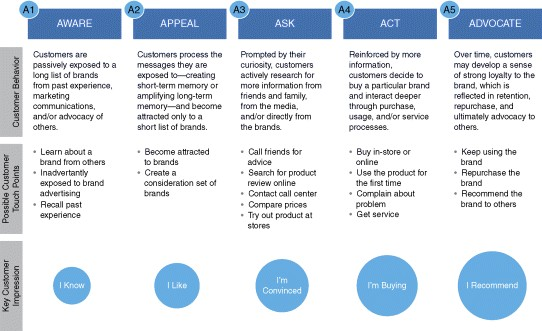 A1
AWARE
A2
APPEAL
A3
ASK
A4
ACT
A5
ADVOCATE
Customer Behavior
Customers are
passively exposed to a
long list of brands
from past experience,
marketing
communications,
and/or advocacy of
others.
Customers process the
messages they are
exposed to—creating
short-term memory or
amplifying long-term
memory—and become
attracted only to a
short list of brands.
Prompted by their
curiosity, customers
actively research for
more information from
friends and family,
from the media,
and/or directly from
the brands.
Reinforced by more
information,
customers decide to
buy a particular brand
and interact deeper
through purchase,
usage, and/or service
processes.
Over time, customers
may develop a sense
of strong loyalty to the
brand, which is
reflected in retention,
repurchase, and
ultimately advocacy to
others.
Possible Customer
Touch Points
• Learn about a
brand from others
• Inadvertently
exposed to brand
advertising
• Recall past
experience
• Become attracted
to brands
• Create a
consideration set of
brands
• Call friends for
advice
• Search for product
review online
• Contact call center
• Compare prices
• Try out product at
stores
• Buy in-store or
online
• Use the product for
the first time
• Complain about
problem
• Get service
• Keep using the
brand
• Repurchase the
brand
• Recommend the
brand to others
Key Customer
Impression
I Know
I Like
I'm
Convinced
I'm Buying
I Recommend